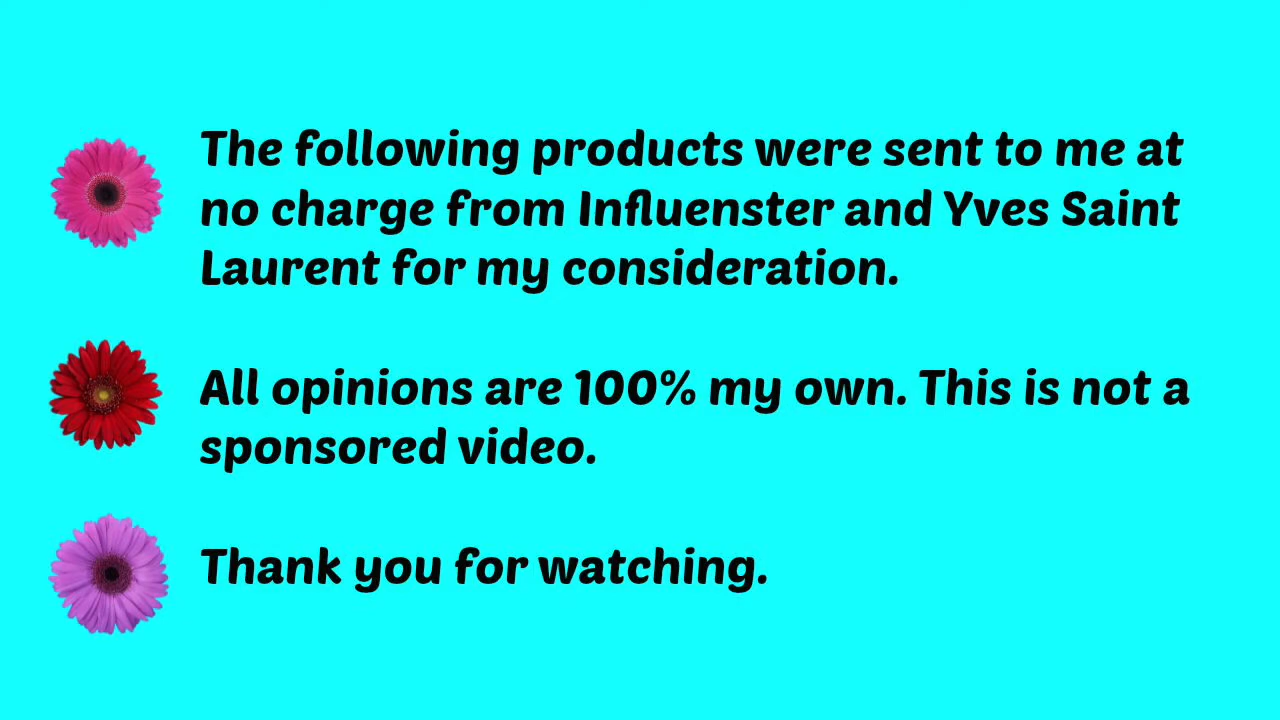 The following products were sent to me at
no charge from Influenster and Yves Saint
Laurent for my consideration.
All opinions are 100% my own. This is not a
sponsored video.
Thank you for watching.